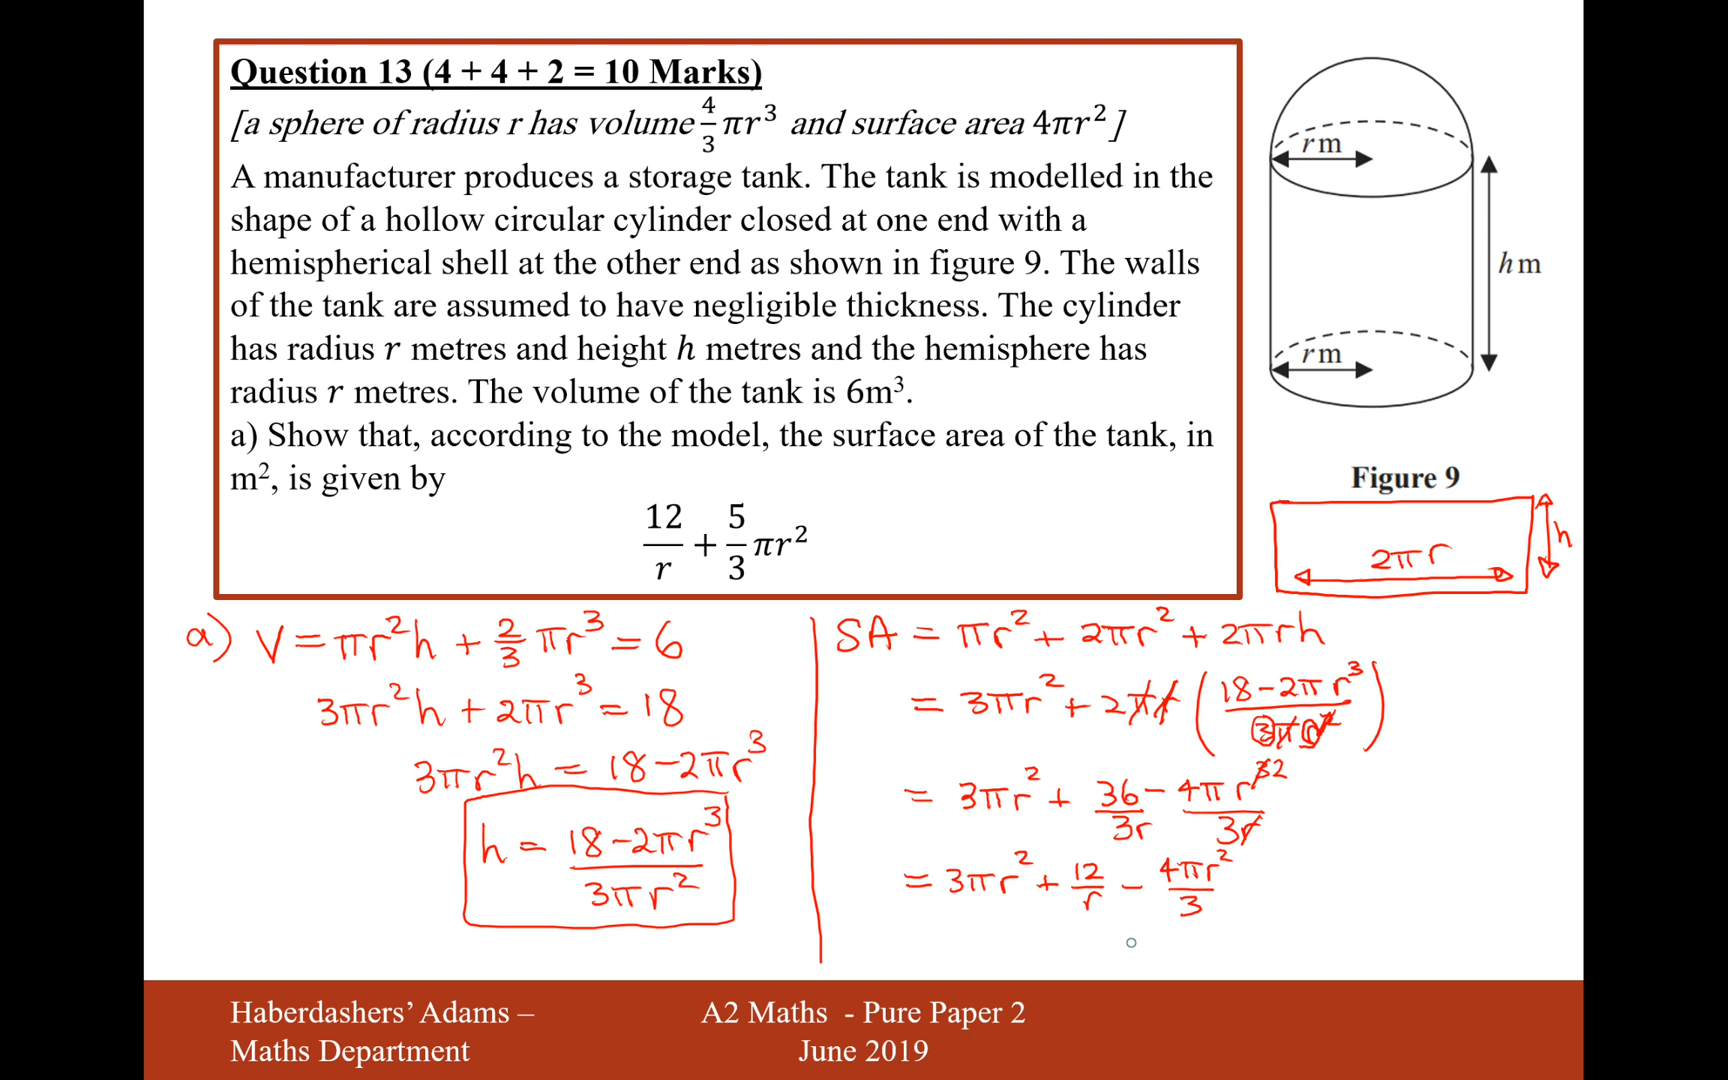 Question 13 (4 + 4 + 2 = 10 Marks)
[a sphere of radius r has volume 4/3 πr³ and surface area 4πr²]
A manufacturer produces a storage tank. The tank is modelled in the
shape of a hollow circular cylinder closed at one end with a
hemispherical shell at the other end as shown in figure 9. The walls
of the tank are assumed to have negligible thickness. The cylinder
has radius r metres and height h metres and the hemisphere has
radius r metres. The volume of the tank is 6m³.
a) Show that, according to the model, the surface area of the tank, in
m², is given by
12/r + 5/3 πr²
r m
h m
r m
Figure 9
2πr
h
a) V = πr²h + 2/3 πr³ = 6
3πr²h + 2πr³ = 18
3πr²h = 18 - 2πr³
h = (18 - 2πr³)/(3πr²)
SA = πr² + 2πr² + 2πrh
= 3πr² + 2πr ((18 - 2πr³)/(3πr²))
= 3πr² + 36/3r - 4πr³2/3r
= 3πr² + 12/r - 4πr²/3
Haberdashers' Adams –
Maths Department
A2 Maths - Pure Paper 2
June 2019